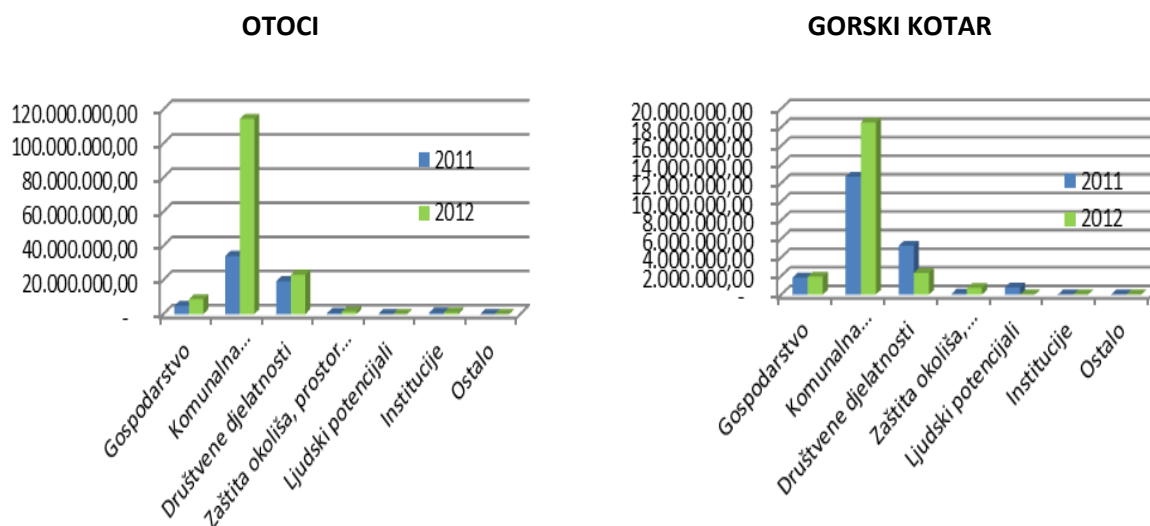 OTOCI
120.000.000,00
100.000.000,00
80.000.000,00
60.000.000,00
40.000.000,00
20.000.000,00
-
2011
2012
Gospodarstvo
Komunalna...
Društvene djelatnosti
Zaštita okoliša, prostor...
Ljudski potencijali
Institucije
Ostalo
GORSKI KOTAR
20.000.000,00
18.000.000,00
16.000.000,00
14.000.000,00
12.000.000,00
10.000.000,00
8.000.000,00
6.000.000,00
4.000.000,00
2.000.000,00
-
2011
2012
Gospodarstvo
Komunalna...
Društvene djelatnosti
Zaštita okoliša,...
Ljudski potencijali
Institucije
Ostalo